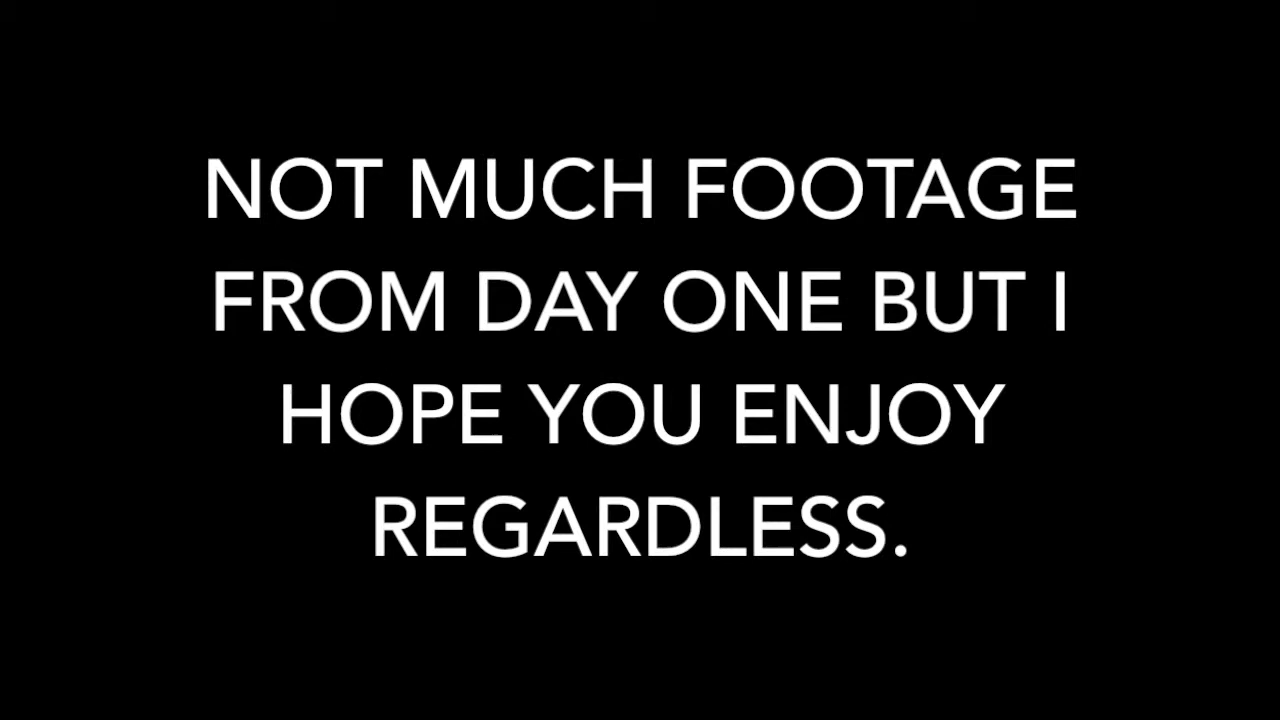 NOT MUCH FOOTAGE
FROM DAY ONE BUT I
HOPE YOU ENJOY
REGARDLESS.